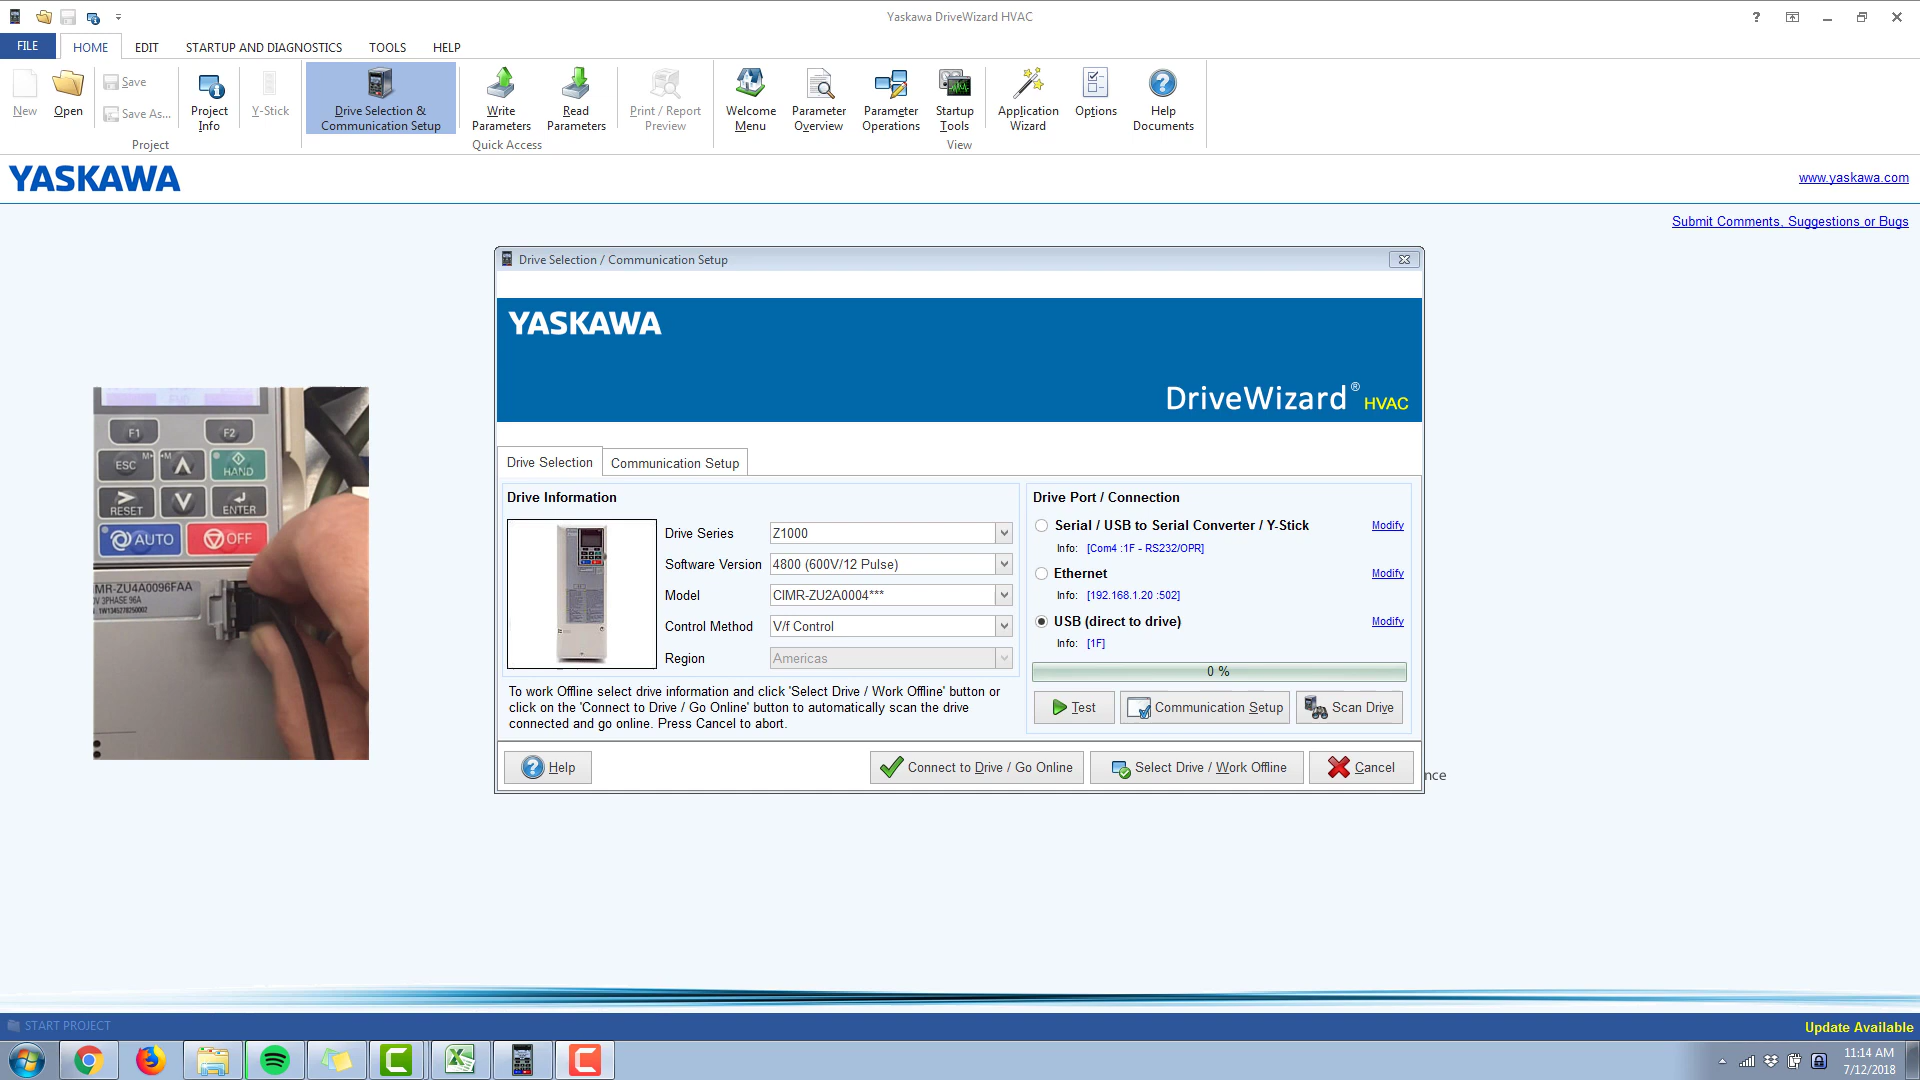 Yaskawa DriveWizard HVAC
FILE
HOME
EDIT
STARTUP AND DIAGNOSTICS
TOOLS
HELP
New
Open
Save
Save As...
Project
Info
Y-Stick
Drive Selection &
Communication Setup
Write
Parameters
Read
Parameters
Print / Report
Preview
Welcome
Menu
Parameter
Overview
Parameter
Operations
Startup
Tools
Application
Wizard
Options
Help
Documents
Project
Quick Access
View
YASKAWA
www.yaskawa.com
Submit Comments, Suggestions or Bugs
Drive Selection / Communication Setup
YASKAWA
DriveWizard® HVAC
Drive Selection
Communication Setup
Drive Information
Drive Series
Z1000
Software Version
4800 (600V/12 Pulse)
Model
CIMR-ZU2A0004***
Control Method
V/f Control
Region
Americas
To work Offline select drive information and click 'Select Drive / Work Offline' button or
click on the 'Connect to Drive / Go Online' button to automatically scan the drive
connected and go online. Press Cancel to abort.
Drive Port / Connection
Serial / USB to Serial Converter / Y-Stick
Modify
Info: [Com4 :1F - RS232/OPR]
Ethernet
Modify
Info: [192.168.1.20 :502]
USB (direct to drive)
Modify
Info: [1F]
0 %
Test
Communication Setup
Scan Drive
Help
Connect to Drive / Go Online
Select Drive / Work Offline
Cancel
nce
F1
F2
ESC
M
M
HAND
RESET
ENTER
AUTO
OFF
MR-ZU4A0096FAA
3PHASE 96A
START PROJECT
Update Available
11:14 AM
7/12/2018